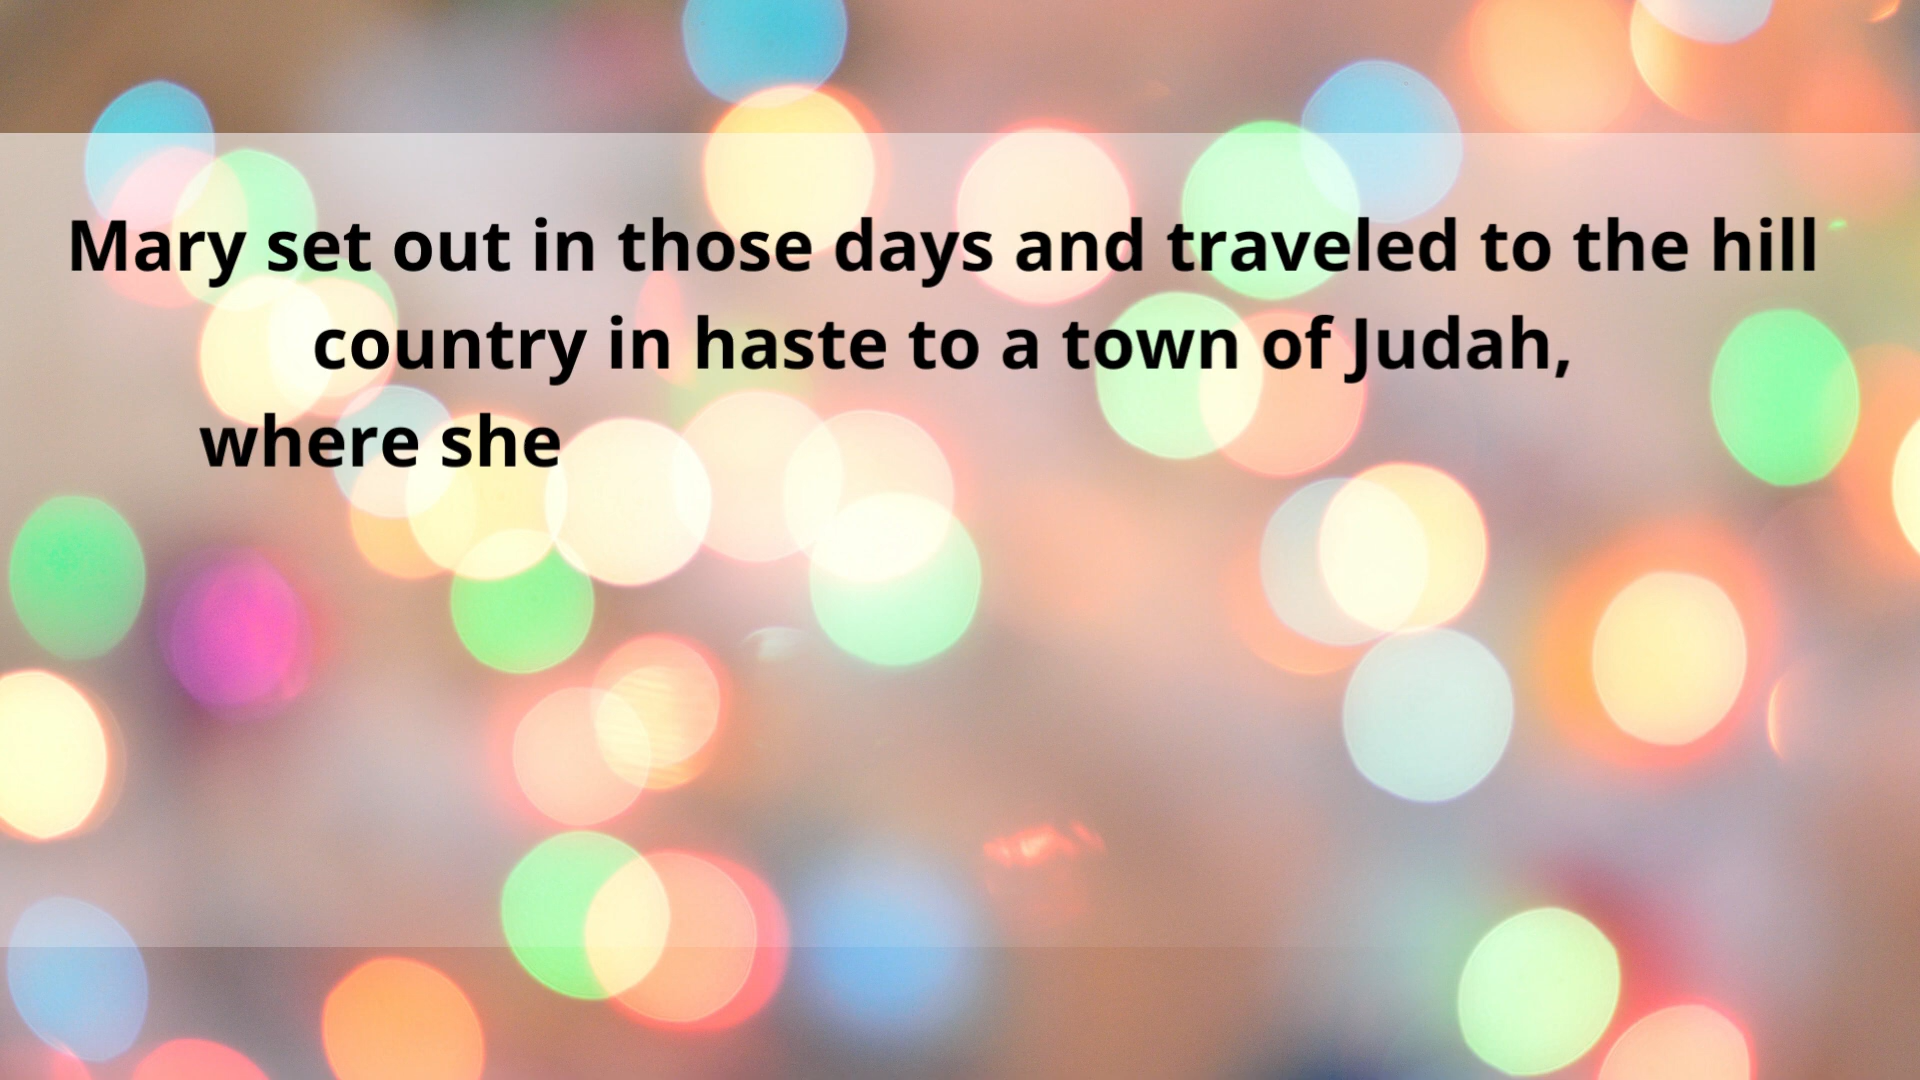 Mary set out in those days and traveled to the hill
country in haste to a town of Judah,
where she